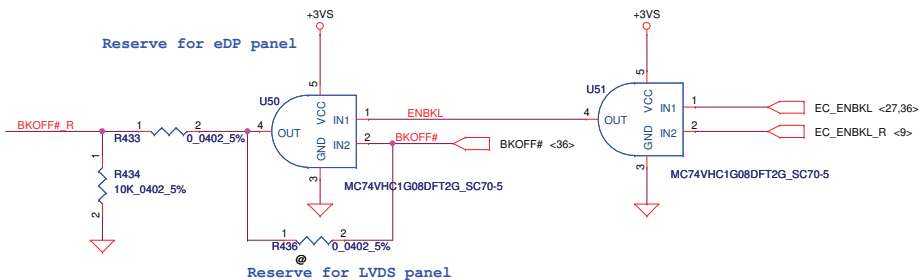 +3VS
+3VS
Reserve for eDP panel
5
5
U50
U51
VCC
VCC
IN1
1
ENBKL
4
IN1
1
EC_ENBKL <27,36>
BKOFF#_R
1
2
4
OUT
OUT
IN2
2
BKOFF#
IN2
2
EC_ENBKL_R <9>
R433
0_0402_5%
GND
BKOFF# <36>
GND
1
R434
10K_0402_5%
3
MC74VHC1G08DFT2G_SC70-5
3
MC74VHC1G08DFT2G_SC70-5
2
1
2
R436
0_0402_5%
@
Reserve for LVDS panel